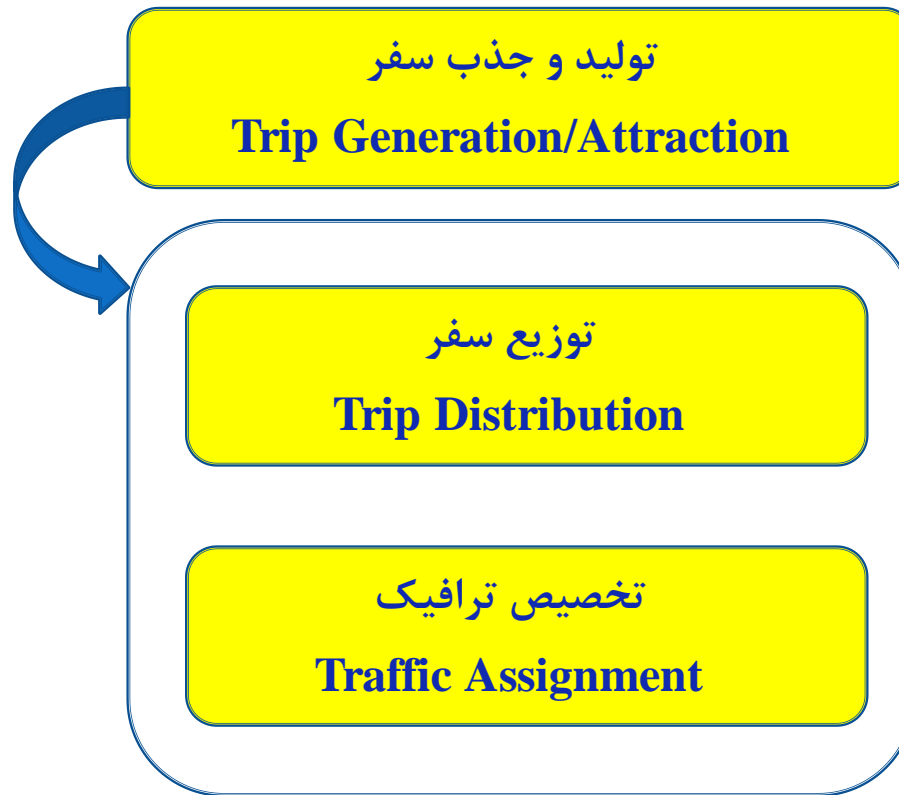 تولید و جذب سفر
Trip Generation/Attraction
توزیع سفر
Trip Distribution
تخصیص ترافیک
Traffic Assignment